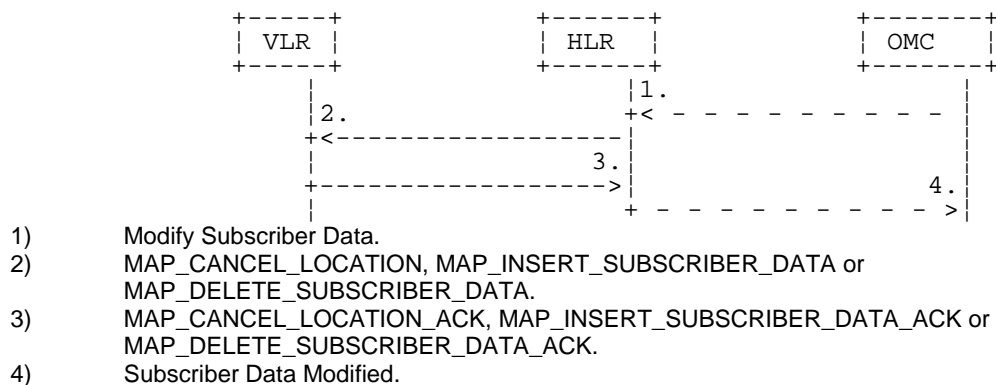 +-----+ +------+ +-------+
¦ VLR ¦ ¦ HLR ¦ ¦ OMC ¦
+-----+ +------+ +-------+
¦ ¦1. ¦
¦2. +< - - - - - - - - - ¦
+<------------------¦ ¦
¦ 3.¦ ¦
+------------------>¦ 4.¦
¦ + - - - - - - - - - >¦
1) Modify Subscriber Data.
2) MAP_CANCEL_LOCATION, MAP_INSERT_SUBSCRIBER_DATA or
MAP_DELETE_SUBSCRIBER_DATA.
3) MAP_CANCEL_LOCATION_ACK, MAP_INSERT_SUBSCRIBER_DATA_ACK or
MAP_DELETE_SUBSCRIBER_DATA_ACK.
4) Subscriber Data Modified.